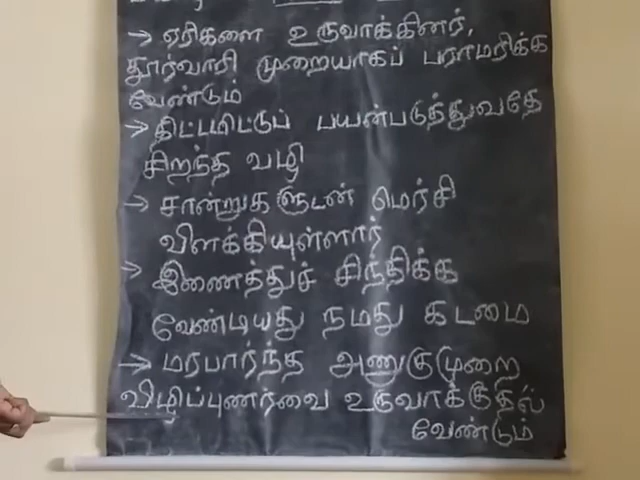 → ஏரிகளை உருவாக்கினர்,
தூர்வாரி முறையாகப் பராமரிக்க
வேண்டும்
→ திட்டமிட்டுப் பயன்படுத்துவதே
சிறந்த வழி
→ சான்றுகளுடன் மெர்சி
விளக்கியுள்ளார்
→ இணைத்துச் சிந்திக்க
வேண்டியது நமது கடமை
→ மரபார்ந்த அணுகுமுறை
விழிப்புணர்வை உருவாக்குதில்
வேண்டும்